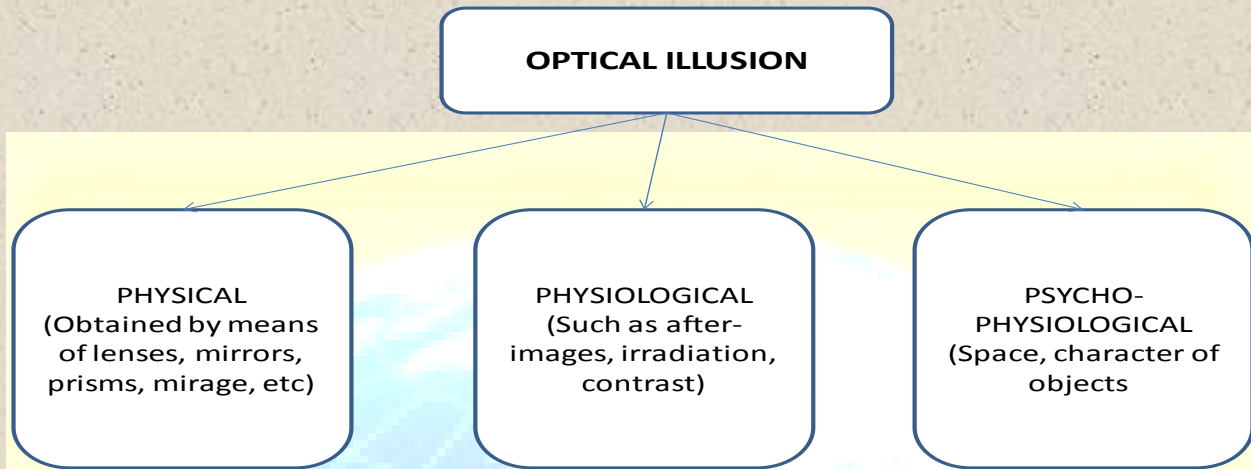 OPTICAL ILLUSION
PHYSICAL
(Obtained by means
of lenses, mirrors,
prisms, mirage, etc)
PHYSIOLOGICAL
(Such as after-
images, irradiation,
contrast)
PSYCHO-
PHYSIOLOGICAL
(Space, character of
objects